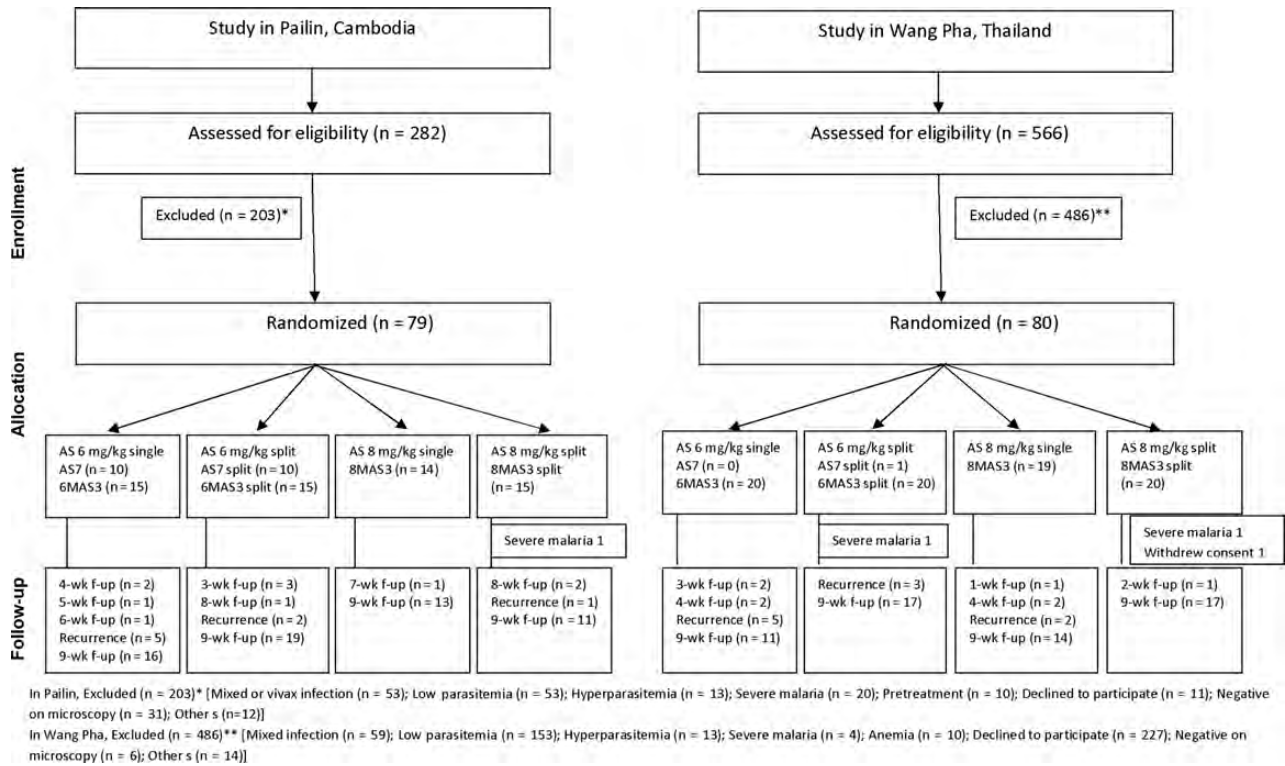 Study in Pailin, Cambodia
Assessed for eligibility (n = 282)
Excluded (n = 203)*
Randomized (n = 79)
AS 6 mg/kg single
AS7 (n = 10)
6MAS3 (n = 15)
AS 6 mg/kg split
AS7 split (n = 10)
6MAS3 split (n = 15)
AS 8 mg/kg single
8MAS3 (n = 14)
AS 8 mg/kg split
8MAS3 split
(n = 15)
Severe malaria 1
4-wk f-up (n = 2)
5-wk f-up (n = 1)
6-wk f-up (n = 1)
Recurrence (n = 5)
9-wk f-up (n = 16)
3-wk f-up (n = 3)
8-wk f-up (n = 1)
Recurrence (n = 2)
9-wk f-up (n = 19)
7-wk f-up (n = 1)
9-wk f-up (n = 13)
8-wk f-up (n = 2)
Recurrence (n = 1)
9-wk f-up (n = 11)
Study in Wang Pha, Thailand
Assessed for eligibility (n = 566)
Excluded (n = 486)**
Randomized (n = 80)
AS 6 mg/kg single
AS7 (n = 0)
6MAS3 (n = 20)
AS 6 mg/kg split
AS7 split (n = 1)
6MAS3 split (n = 20)
AS 8 mg/kg single
8MAS3 (n = 19)
AS 8 mg/kg split
8MAS3 split
(n = 20)
Severe malaria 1
Severe malaria 1
Withdrew consent 1
3-wk f-up (n = 2)
4-wk f-up (n = 2)
Recurrence (n = 5)
9-wk f-up (n = 11)
Recurrence (n = 3)
9-wk f-up (n = 17)
1-wk f-up (n = 1)
4-wk f-up (n = 2)
Recurrence (n = 2)
9-wk f-up (n = 14)
2-wk f-up (n = 1)
9-wk f-up (n = 17)
Enrollment
Allocation
Follow-up
In Pailin, Excluded (n = 203)* [Mixed or vivax infection (n = 53); Low parasitemia (n = 53); Hyperparasitemia (n = 13); Severe malaria (n = 20); Pretreatment (n = 10); Declined to participate (n = 11); Negative
on microscopy (n = 31); Other s (n=12)]
In Wang Pha, Excluded (n = 486)** [Mixed infection (n = 59); Low parasitemia (n = 153); Hyperparasitemia (n = 13); Severe malaria (n = 4); Anemia (n = 10); Declined to participate (n = 227); Negative on
microscopy (n = 6); Other s (n = 14)]